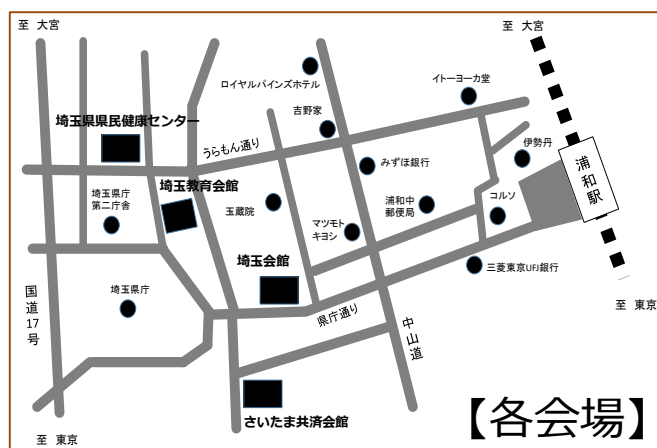 至 大宮
至 大宮
ロイヤルパインズホテル
イトーヨーカ堂
吉野家
埼玉県県民健康センター
うらもん通り
伊勢丹
みずほ銀行
浦和駅
埼玉教育会館
埼玉県庁
第二庁舎
玉蔵院
浦和中
郵便局
コルソ
マツモト
キヨシ
埼玉会館
三菱東京UFJ銀行
国道17号
埼玉県庁
県庁通り
中山道
至 東京
さいたま共済会館
【各会場】
至 東京